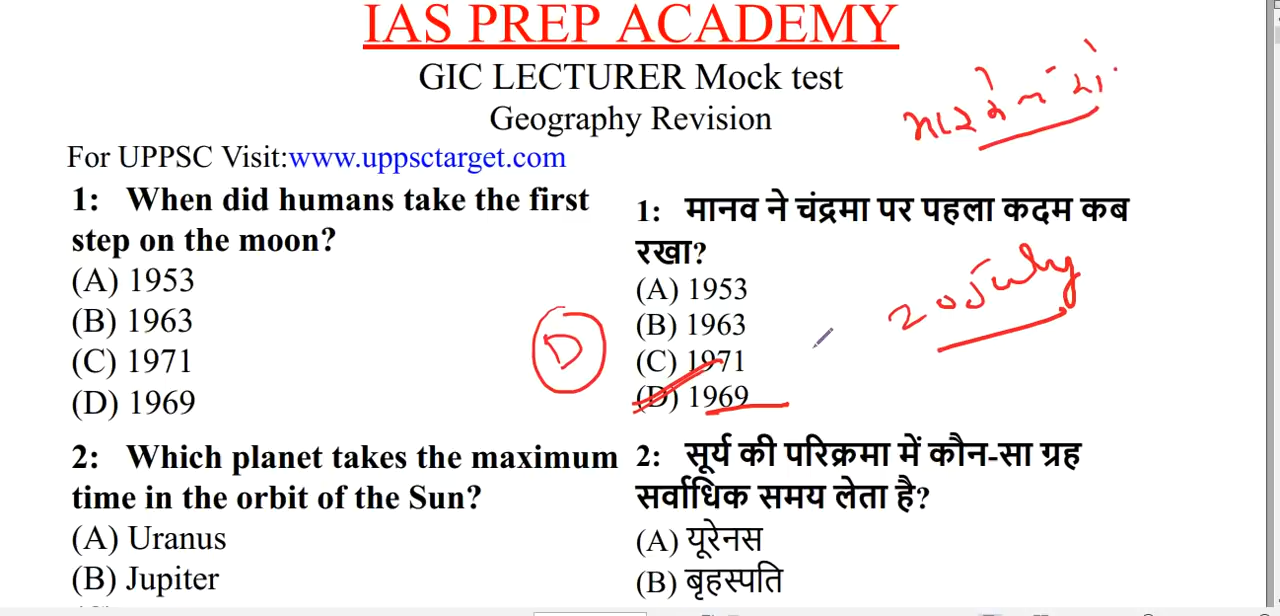 IAS PREP ACADEMY
GIC LECTURER Mock test
Geography Revision
For UPPSC Visit:www.uppsctarget.com
1: When did humans take the first
step on the moon?
(A) 1953
(B) 1963
(C) 1971
(D) 1969
D
2: Which planet takes the maximum
time in the orbit of the Sun?
(A) Uranus
(B) Jupiter
1: मानव ने चंद्रमा पर पहला कदम कब
रखा?
(A) 1953
(B) 1963
(C) 1971
(D) 1969
20 July
2: सूर्य की परिक्रमा में कौन-सा ग्रह
सर्वाधिक समय लेता है?
(A) यूरेनस
(B) बृहस्पति